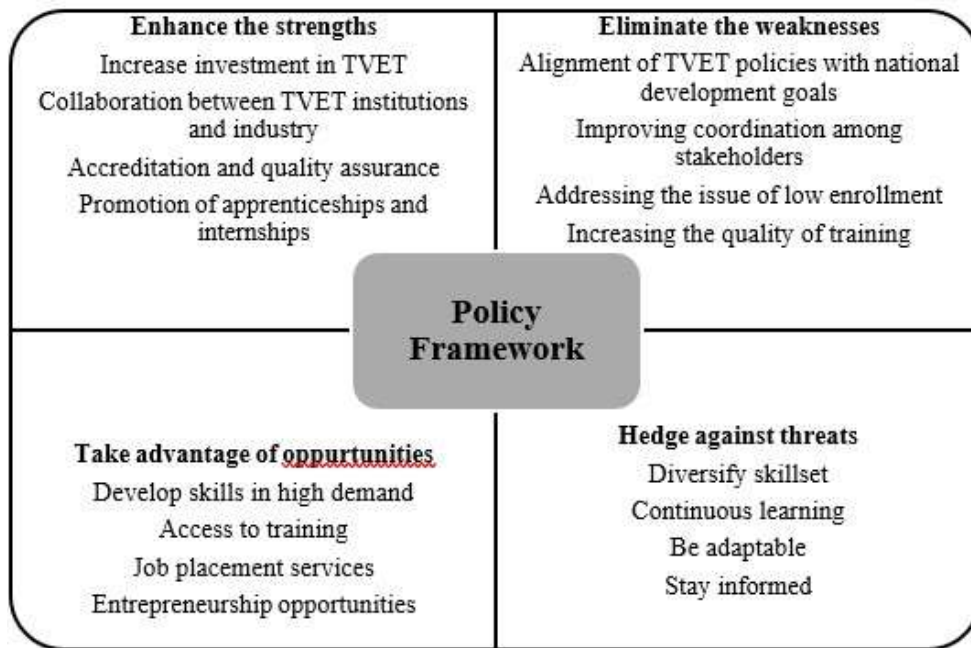 Enhance the strengths
Increase investment in TVET
Collaboration between TVET institutions
and industry
Accreditation and quality assurance
Promotion of apprenticeships and
internships
Eliminate the weaknesses
Alignment of TVET policies with national
development goals
Improving coordination among
stakeholders
Addressing the issue of low enrollment
Increasing the quality of training
Policy
Framework
Take advantage of oppurtunities
Develop skills in high demand
Access to training
Job placement services
Entrepreneurship opportunities
Hedge against threats
Diversify skillset
Continuous learning
Be adaptable
Stay informed